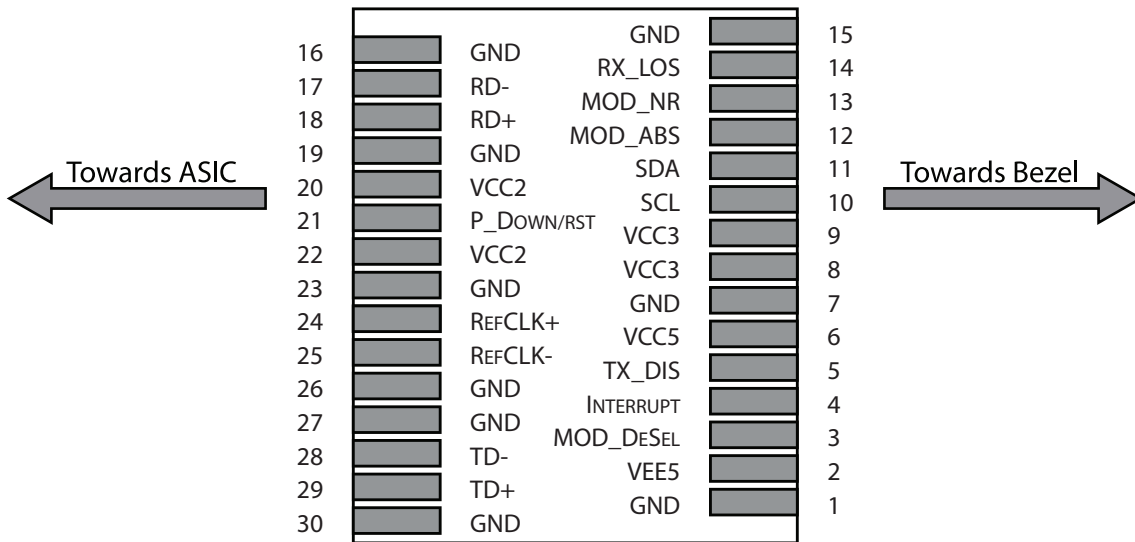 GND 15
16 GND
RX_LOS 14
17 RD-
MOD_NR 13
18 RD+
MOD_ABS 12
19 GND
SDA 11
Towards ASIC
Towards Bezel
20 VCC2
SCL 10
21 P_DOWN/RST
VCC3 9
22 VCC2
VCC3 8
23 GND
GND 7
24 REFCLK+
VCC5 6
25 REFCLK-
TX_DIS 5
26 GND
INTERRUPT 4
27 GND
MOD_DESEL 3
28 TD-
VEE5 2
29 TD+
GND 1
30 GND